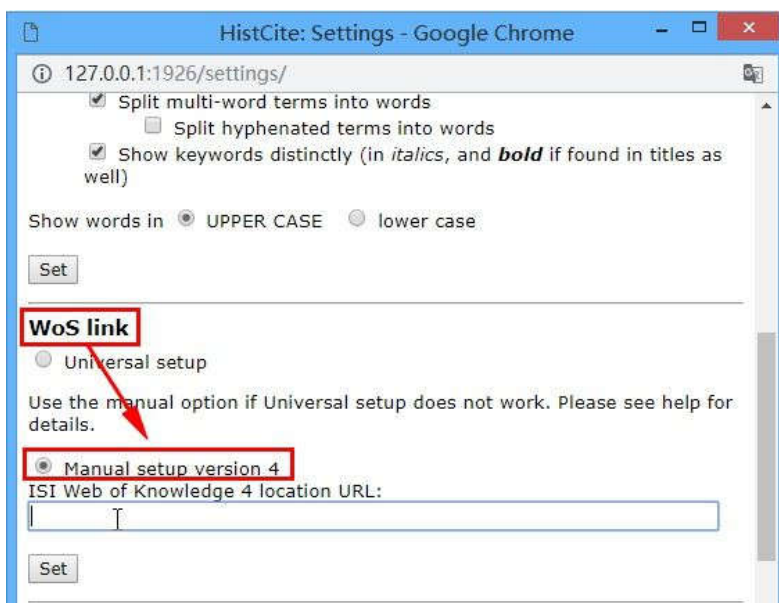 HistCite: Settings - Google Chrome
127.0.0.1:1926/settings/
Split multi-word terms into words
Split hyphenated terms into words
Show keywords distinctly (in italics, and bold if found in titles as
well)
Show words in UPPER CASE lower case
Set
WoS link
Universal setup
Use the manual option if Universal setup does not work. Please see help for
details.
Manual setup version 4
ISI Web of Knowledge 4 location URL:
Set